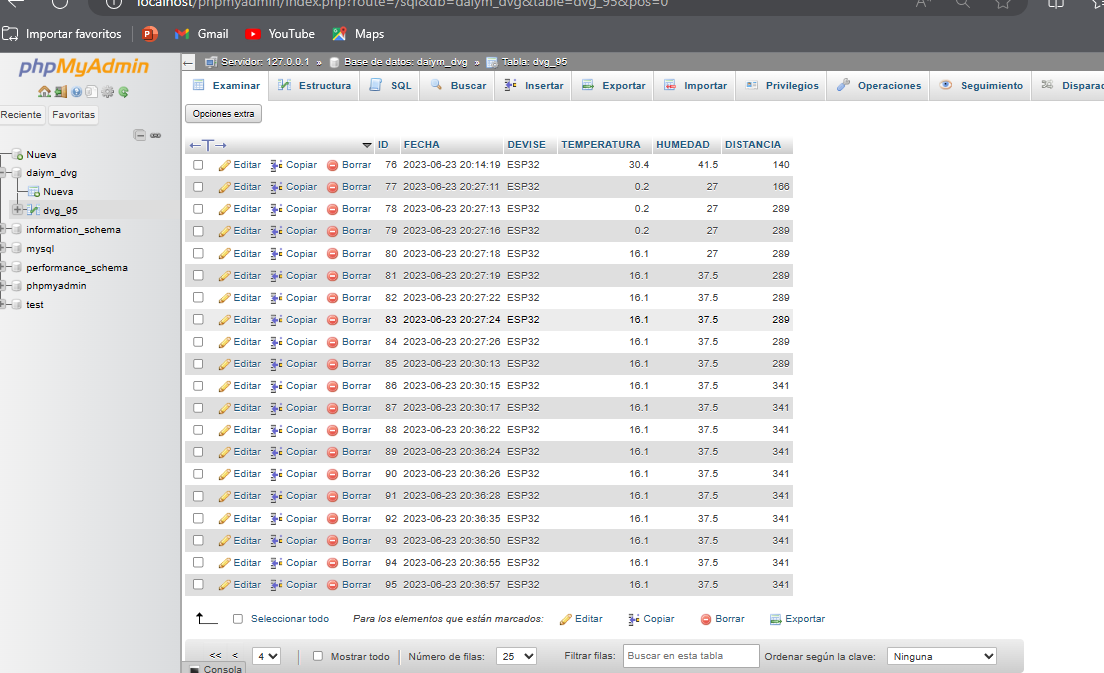 localhost/phpmyadmin/index.php?route=/sql&db=daiym_dvg&table=dvg_95&pos=0
Importar favoritos Gmail YouTube Maps
phpMyAdmin
Reciente Favoritas
Nueva
daiym_dvg
Nueva
dvg_95
information_schema
mysql
performance_schema
phpmyadmin
test
Servidor: 127.0.0.1 » Base de datos: daiym_dvg » Tabla: dvg_95
Examinar Estructura SQL Buscar Insertar Exportar Importar Privilegios Operaciones Seguimiento Disparad
Opciones extra
←T→ ID FECHA DEVISE TEMPERATURA HUMEDAD DISTANCIA
Editar Copiar Borrar 76 2023-06-23 20:14:19 ESP32 30.4 41.5 140
Editar Copiar Borrar 77 2023-06-23 20:27:11 ESP32 0.2 27 166
Editar Copiar Borrar 78 2023-06-23 20:27:13 ESP32 0.2 27 289
Editar Copiar Borrar 79 2023-06-23 20:27:16 ESP32 0.2 27 289
Editar Copiar Borrar 80 2023-06-23 20:27:18 ESP32 16.1 27 289
Editar Copiar Borrar 81 2023-06-23 20:27:19 ESP32 16.1 37.5 289
Editar Copiar Borrar 82 2023-06-23 20:27:22 ESP32 16.1 37.5 289
Editar Copiar Borrar 83 2023-06-23 20:27:24 ESP32 16.1 37.5 289
Editar Copiar Borrar 84 2023-06-23 20:27:26 ESP32 16.1 37.5 289
Editar Copiar Borrar 85 2023-06-23 20:30:13 ESP32 16.1 37.5 289
Editar Copiar Borrar 86 2023-06-23 20:30:15 ESP32 16.1 37.5 341
Editar Copiar Borrar 87 2023-06-23 20:30:17 ESP32 16.1 37.5 341
Editar Copiar Borrar 88 2023-06-23 20:36:22 ESP32 16.1 37.5 341
Editar Copiar Borrar 89 2023-06-23 20:36:24 ESP32 16.1 37.5 341
Editar Copiar Borrar 90 2023-06-23 20:36:26 ESP32 16.1 37.5 341
Editar Copiar Borrar 91 2023-06-23 20:36:28 ESP32 16.1 37.5 341
Editar Copiar Borrar 92 2023-06-23 20:36:35 ESP32 16.1 37.5 341
Editar Copiar Borrar 93 2023-06-23 20:36:50 ESP32 16.1 37.5 341
Editar Copiar Borrar 94 2023-06-23 20:36:55 ESP32 16.1 37.5 341
Editar Copiar Borrar 95 2023-06-23 20:36:57 ESP32 16.1 37.5 341
Seleccionar todo Para los elementos que están marcados: Editar Copiar Borrar Exportar
<< < 4 Mostrar todo Número de filas: 25 Filtrar filas: Buscar en esta tabla Ordenar según la clave: Ninguna
Consola